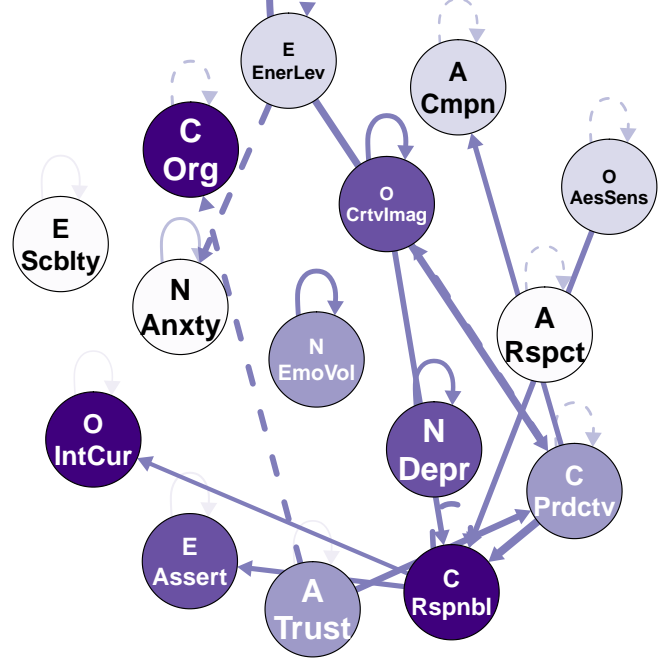 E
EnerLev
A
Cmpn
C
Org
O
AesSens
O
CrtvImag
E
Scblty
N
Anxty
A
Rspct
N
EmoVol
O
IntCur
N
Depr
C
Prdctv
E
Assert
C
Rspnbl
A
Trust